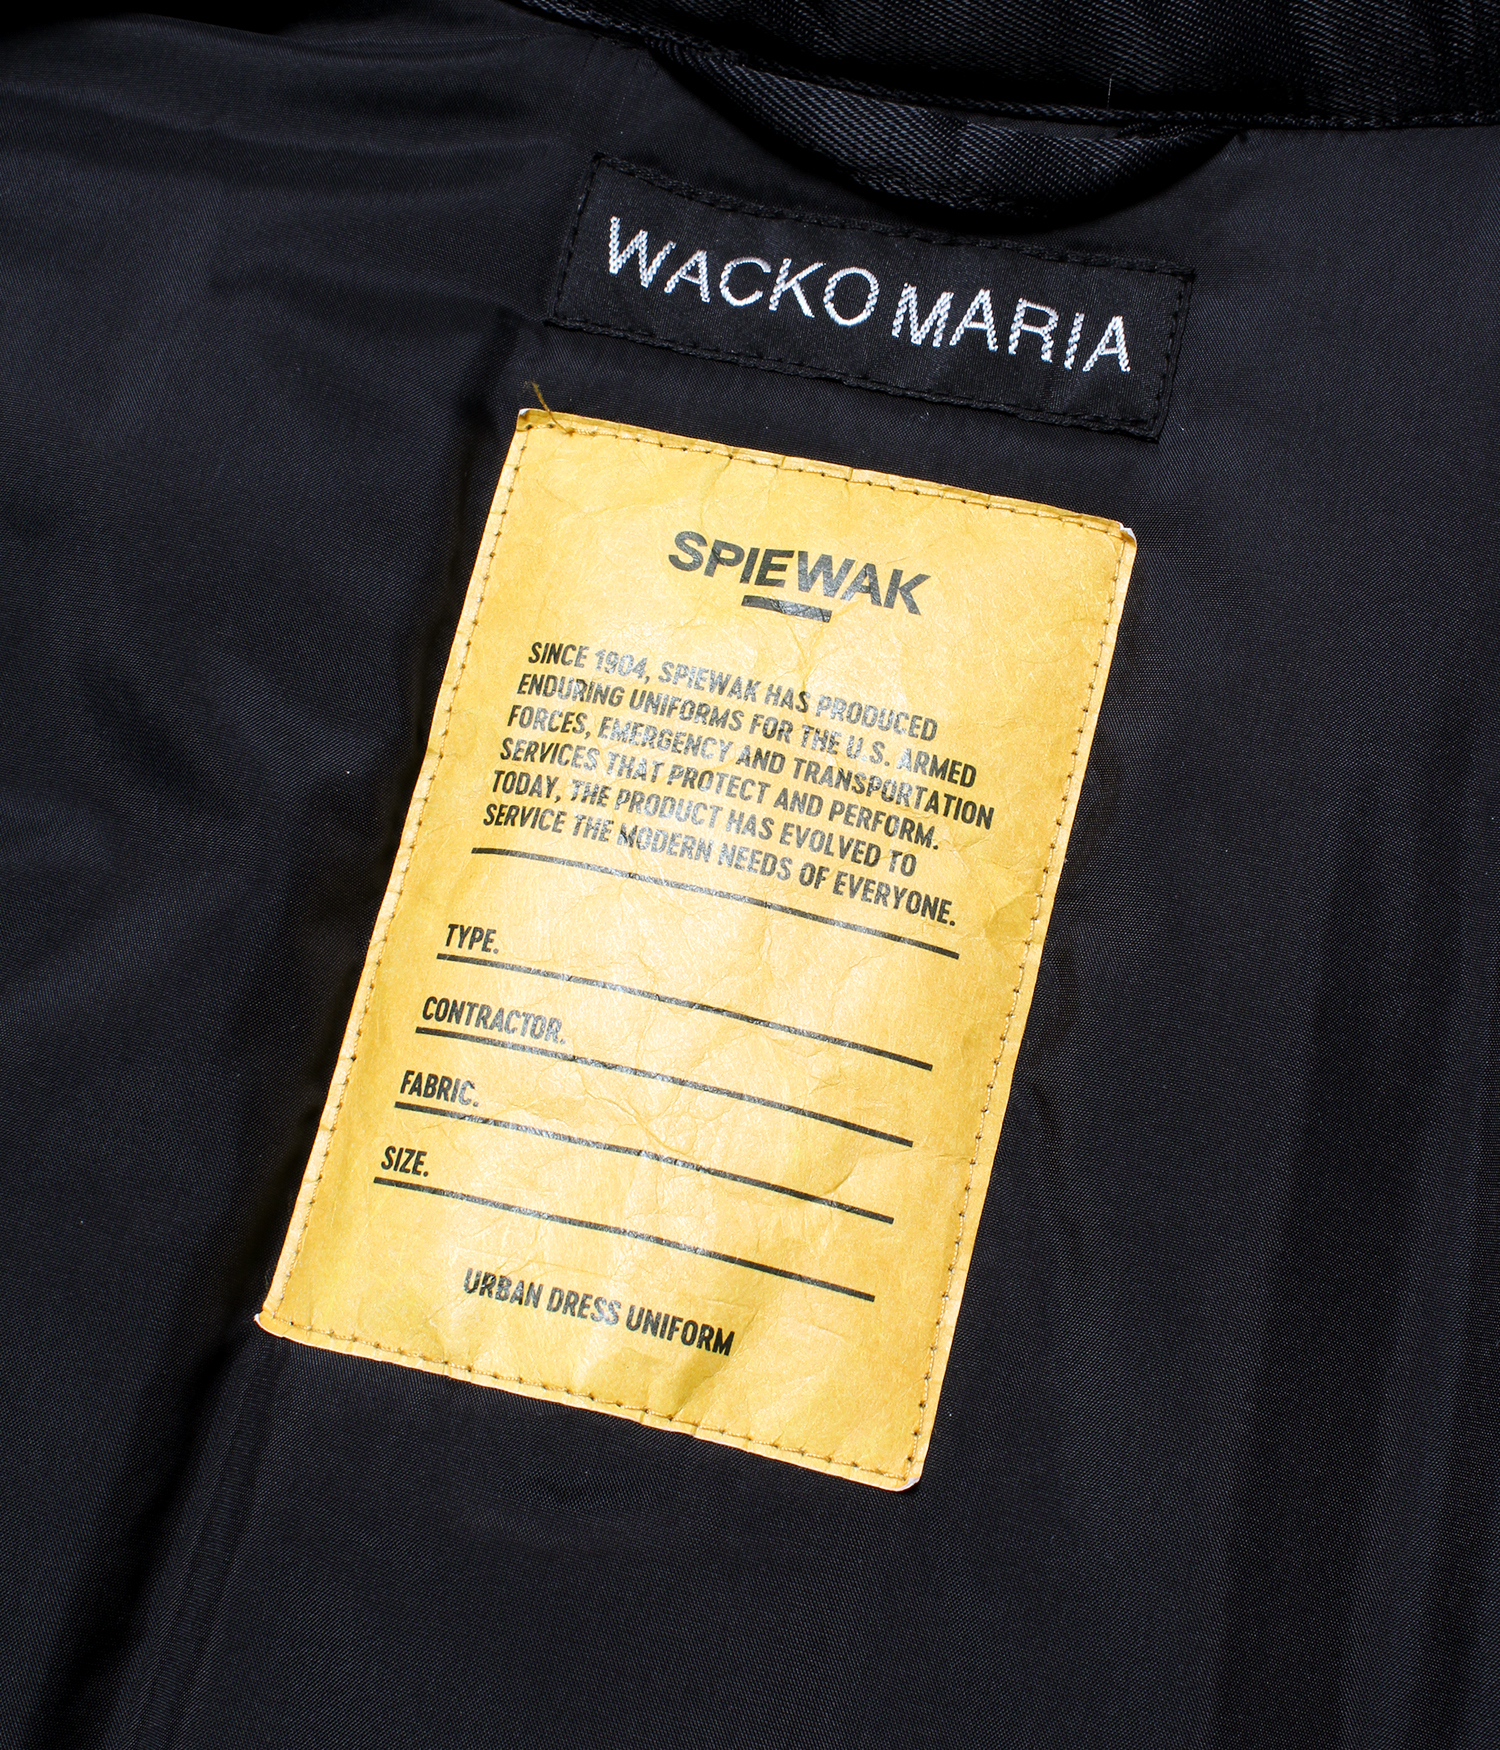 WACKO MARIA
SPIEWAK
SINCE 1904, SPIEWAK HAS PRODUCED
ENDURING UNIFORMS FOR THE U.S. ARMED
FORCES, EMERGENCY AND TRANSPORTATION
SERVICES THAT PROTECT AND PERFORM.
TODAY, THE PRODUCT HAS EVOLVED TO
SERVICE THE MODERN NEEDS OF EVERYONE.
TYPE.
CONTRACTOR.
FABRIC.
SIZE.
URBAN DRESS UNIFORM